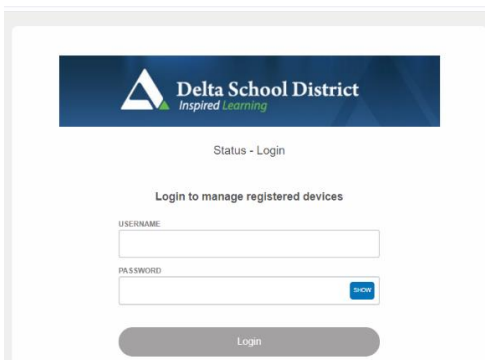 Delta School District
Inspired Learning
Status - Login
Login to manage registered devices
USERNAME
PASSWORD
SHOW
Login